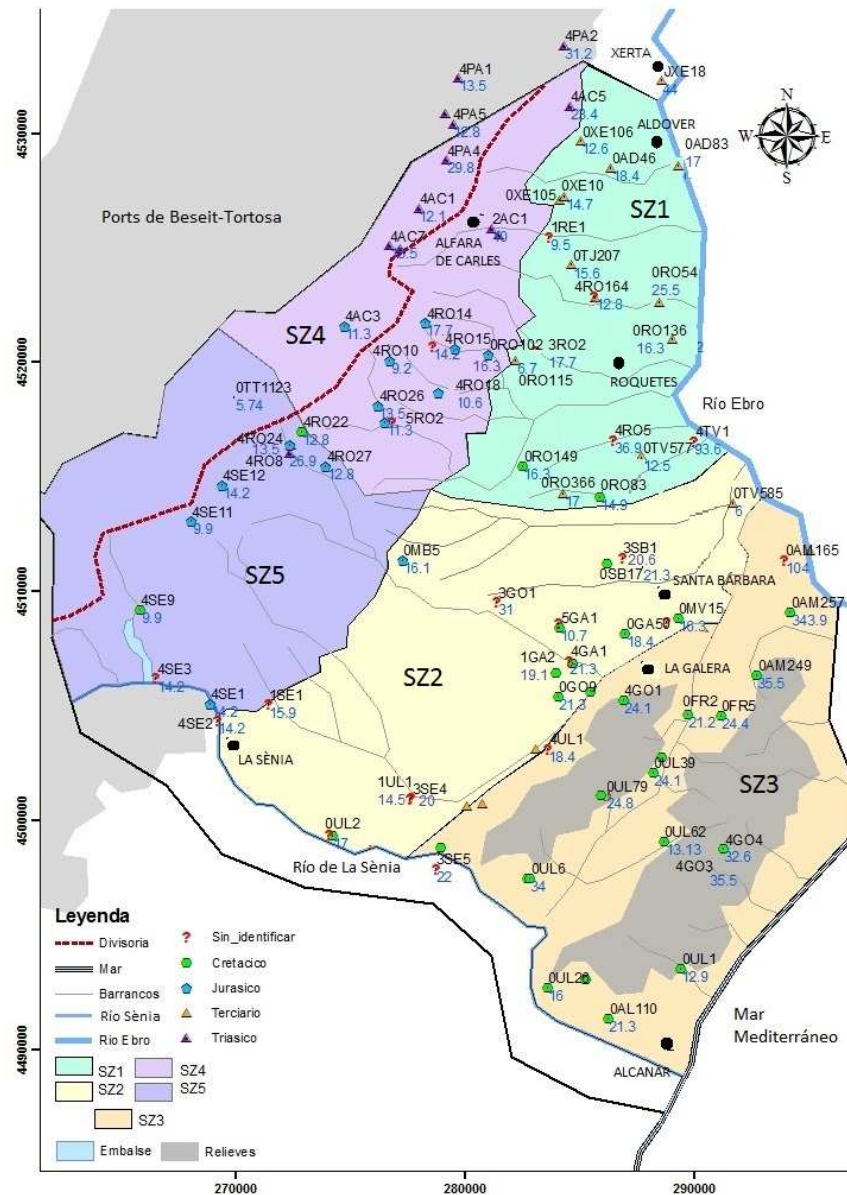 4PA2
31.2
XERTA
4PA1
13.5
JXE18
44
4AC5
23.4
4PA5
12.8
ALDOVER
0XE106
12.6
0AD83
17
0AD46
18.4
4PA4
29.8
N
W E
S
4330000
4AC1
12.1
0XE105
0XE10
14.7
SZ1
Ports de Beseit-Tortosa
2AC1
ALFARA
DE CARLES
1RE1
9.5
4AC7
0TJ207
15.6
0RO54
25.5
4RO164
12.8
SZ4
4AC3
11.3
4RO14
17.7
4RO15
14.2
0RO102
16.3
6.7
3RO2
17.7
0RO136
16.3
2
4320000
4RO10
9.2
0RO115
ROQUETES
0TT1123
5.74
4RO26
13.5
4RO18
10.6
5RO2
11.3
Río Ebro
4RO22
12.8
4RO24
13.5
4RO8
26.9
4RO27
12.8
4RO5
36.9
4TV1
93.6
0TV577
12.5
0RO149
16.3
4SE12
14.2
0RO366
17
0RO83
14.9
0TV585
6
4SE11
9.9
SZ5
0MB5
16.1
3SB1
20.6
0SB17
21.3
0AM165
104
4510000
SANTA BÁRBARA
3GO1
31
4SE9
9.9
0AM257
343.9
5GA1
10.7
0GA50
18.4
0MV15
16.3
4SE3
14.2
1GA2
19.1
4GA1
21.3
LA GALERA
0AM249
35.5
SZ2
4SE1
14.2
1SE1
15.9
0GO9
21.3
4GO1
24.1
0FR2
21.2
0FR5
24.4
4SE2
14.2
LA SÈNIA
4UL1
18.4
0UL39
24.1
SZ3
1UL1
14.5
3SE4
20
0UL79
24.8
4500000
0UL2
17
0UL62
13.13
4GO4
32.6
Río de La Sènia
3SE5
22
0UL6
34
4GO3
35.5
Leyenda
Divisoria
Mar
Barrancos
Río Sènia
Rio Ebro
SZ1
SZ2
SZ3
SZ4
SZ5
Embalse
Relieves
? Sin_identificar
Cretacico
Jurasico
Terciario
Triasico
0UL1
12.9
16
0AL110
21.3
Mar
Mediterráneo
ALCANAR
4490000
270000 280000 290000